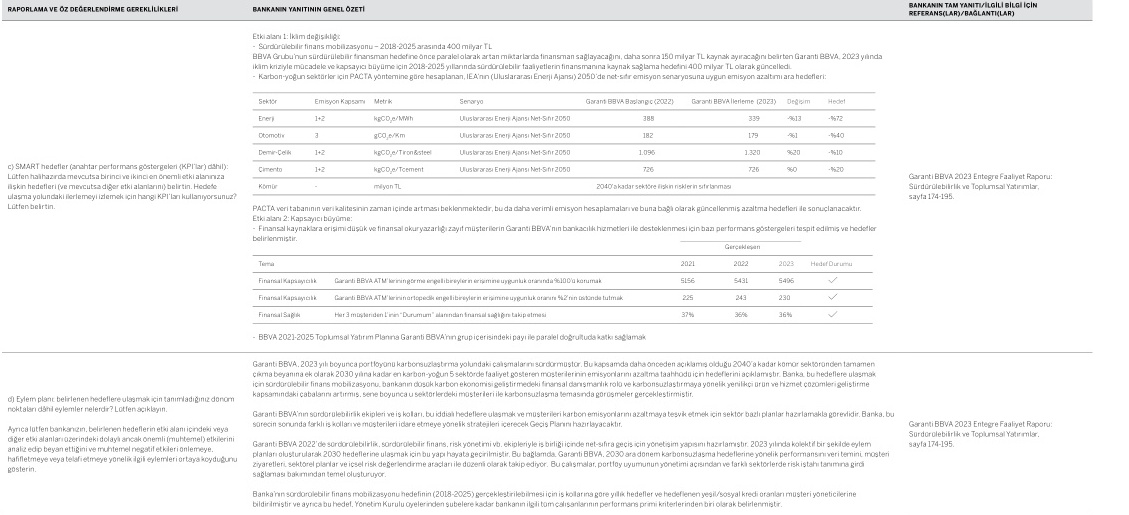 RAPORLAMA VE ÖZ DEĞERLENDİRME GEREKLİLİKLERİ
BANKANIN YANITININ GENEL ÖZETİ
BANKANIN TAM YANITI/İLGİLİ BİLGİ İÇİN
REFERANS(LAR)/BAĞLANTI(LAR)
c) SMART hedefler (anahtar performans göstergeleri (KPI'lar) dâhil):
Lütfen halihazırda mevcutsa birinci ve ikinci en önemli etki alanınıza
ilişkin hedefleri (ve mevcutsa diğer etki alanlarını) belirtin. Hedefe
ulaşma yolundaki ilerlemeyi izlemek için hangi KPI'ları kullanıyorsunuz?
Lütfen belirtin.
Etki alanı 1: İklim değişikliği:
- Sürdürülebilir finans mobilizasyonu – 2018-2025 arasında 400 milyar TL
BBVA Grubu'nun sürdürülebilir finansman hedefine önce paralel olarak artan miktarlarda finansman sağlayacağını, daha sonra 150 milyar TL kaynak ayıracağını belirten Garanti BBVA, 2023 yılında
iklim kriziyle mücadele ve kapsayıcı büyüme için 2018-2025 yıllarında sürdürülebilir faaliyetlerin finansmanına kaynak sağlama hedefini 400 milyar TL olarak güncelledi.
- Karbon-yoğun sektörler için PACTA yöntemine göre hesaplanan, IEA'nın (Uluslararası Enerji Ajansı) 2050'de net-sıfır emisyon senaryosuna uygun emisyon azaltımı ara hedefleri:
Sektör Emisyon Kapsamı Metrik Senaryo Garanti BBVA Başlangıç (2022) Garanti BBVA İlerleme (2023) Değişim Hedef
Enerji 1+2 kgCO₂e/MWh Uluslararası Enerji Ajansı Net-Sıfır 2050 388 339 -%13 -%72
Otomotiv 3 gCO₂e/Km Uluslararası Enerji Ajansı Net-Sıfır 2050 182 179 -%1 -%40
Demir-Çelik 1+2 kgCO₂e/Tiron&steel Uluslararası Enerji Ajansı Net-Sıfır 2050 1.096 1.320 %20 -%10
Çimento 1+2 kgCO₂e/Tcement Uluslararası Enerji Ajansı Net-Sıfır 2050 726 726 %0 -%20
Kömür - milyon TL 2040'a kadar sektöre ilişkin risklerin sıfırlanması
PACTA veri tabanının veri kalitesinin zaman içinde artması beklenmektedir, bu da daha verimli emisyon hesaplamaları ve buna bağlı olarak güncellenmiş azaltma hedefleri ile sonuçlanacaktır.
Etki alanı 2: Kapsayıcı büyüme:
- Finansal kaynaklara erişimi düşük ve finansal okuryazarlığı zayıf müşterilerin Garanti BBVA'nın bankacılık hizmetleri ile desteklenmesi için bazı performans göstergeleri tespit edilmiş ve hedefler
belirlenmiştir.
Gerçekleşen
Tema 2021 2022 2023 Hedef Durumu
Finansal Kapsayıcılık Garanti BBVA ATM'lerinin görme engelli bireylerin erişimine uygunluk oranında %100'ü korumak 5156 5431 5496 ✓
Finansal Kapsayıcılık Garanti BBVA ATM'lerinin ortopedik engelli bireylerin erişimine uygunluk oranını %2'nin üstünde tutmak 225 243 230 ✓
Finansal Sağlık Her 3 müşteriden 1'inin "Durumum" alanından finansal sağlığını takip etmesi 37% 36% 36% ✓
- BBVA 2021-2025 Toplumsal Yatırım Planına Garanti BBVA'nın grup içerisindeki payı ile paralel doğrultuda katkı sağlamak
Garanti BBVA 2023 Entegre Faaliyet Raporu:
Sürdürülebilirlik ve Toplumsal Yatırımlar.
sayfa 174-195.
d) Eylem planı: belirlenen hedeflere ulaşmak için tanımladığınız dönüm
noktaları dâhil eylemler nelerdir? Lütfen açıklayın.
Ayrıca lütfen bankanızın, belirlenen hedeflerin etki alanı içindeki veya
diğer etki alanları üzerindeki dolaylı ancak önemli (muhtemel) etkilerini
analiz edip beyan ettiğini ve muhtemel negatif etkileri önlemeye,
hafifletmeye veya telafi etmeye yönelik ilgili eylemleri ortaya koyduğunu
gösterin.
Garanti BBVA, 2023 yılı boyunca portföyünü karbonsuzlaştırma yolundaki çalışmalarını sürdürmüştür. Bu kapsamda daha önceden açıklamış olduğu 2040'a kadar kömür sektöründen tamamen
çıkma beyanına ek olarak 2030 yılına kadar en karbon-yoğun 5 sektörde faaliyet gösteren müşterilerinin emisyonlarını azaltma taahhüdü için hedeflerini açıklamıştır. Banka, bu hedeflere ulaşmak
için sürdürülebilir finans mobilizasyonu, bankanın düşük karbon ekonomisi geliştirmedeki finansal danışmanlık rolü ve karbonsuzlaştırmaya yönelik yenilikçi ürün ve hizmet çözümleri geliştirme
kapsamındaki çabalarını artırmış, sene boyunca u sektörlerdeki müşterileri ile karbonsuzlaşma temasında görüşmeler gerçekleştirmiştir.
Garanti BBVA'nın sürdürülebilirlik ekipleri ve iş kolları, bu iddialı hedeflere ulaşmak ve müşterileri karbon emisyonlarını azaltmaya teşvik etmek için sektör bazlı planlar hazırlamakla görevlidir. Banka, bu
sürecin sonunda farklı iş kolları ve müşterileri idare etmeye yönelik stratejileri içerecek Geçiş Planını hazırlayacaktır.
Garanti BBVA 2022'de sürdürülebilirlik, sürdürülebilir finans, risk yönetimi vb. ekipleriyle iş birliği içinde net-sıfıra geçiş için yönetişim yapısını hazırlamıştır. 2023 yılında kolektif bir şekilde eylem
planları oluşturularak 2030 hedeflerine ulaşmak için bu yapı hayata geçirilmiştir. Bu bağlamda, Garanti BBVA, 2030 ara dönem karbonsuzlaşma hedeflerine yönelik performansını veri temini, müşteri
ziyaretleri, sektörel planlar ve içsel risk değerlendirme araçları ile düzenli olarak takip ediyor. Bu çalışmalar, portföy uyumunun yönetimi açısından ve farklı sektörlerde risk iştahı tanımına girdi
sağlaması bakımından temel oluşturuyor.
Banka'nın sürdürülebilir finans mobilizasyonu hedefinin (2018-2025) gerçekleştirilebilmesi için iş kollarına göre yıllık hedefler ve hedeflenen yeşil/sosyal kredi oranları müşteri yöneticilerine
bildirilmiştir ve ayrıca bu hedef, Yönetim Kurulu üyelerinden şubelere kadar bankanın ilgili tüm çalışanlarının performans primi kriterlerinden biri olarak belirlenmiştir.
Garanti BBVA 2023 Entegre Faaliyet Raporu:
Sürdürülebilirlik ve Toplumsal Yatırımlar.
sayfa 174-195.